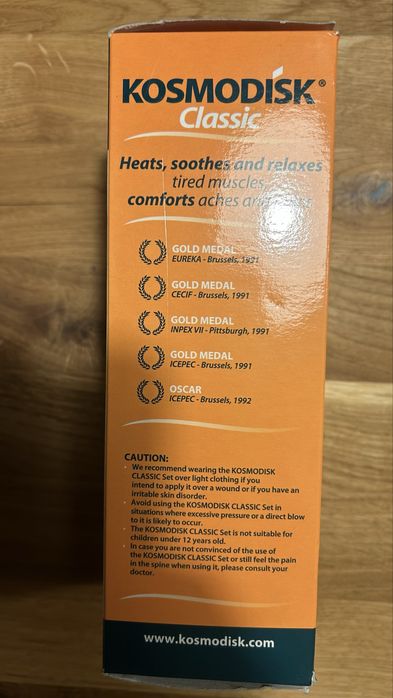 KOSMODISK®
Classic
Heats, soothes and relaxes
tired muscles,
comforts aches and
GOLD MEDAL
EUREKA - Brussels, 1991
GOLD MEDAL
CECIF - Brussels, 1991
GOLD MEDAL
INPEX VII - Pittsburgh, 1991
GOLD MEDAL
ICEPEC - Brussels, 1991
OSCAR
ICEPEC - Brussels, 1992
CAUTION:
· We recommend wearing the KOSMODISK
CLASSIC Set over light clothing if you
intend to apply it over a wound or if you have an
irritable skin disorder.
· Avoid using the KOSMODISK CLASSIC Set in
situations where excessive pressure or a direct blow
to it is likely to occur.
· The KOSMODISK CLASSIC Set is not suitable for
children under 12 years old.
· In case you are not convinced of the use of
the KOSMODISK CLASSIC Set or still feel the pain
in the spine when using it, please consult your
doctor.
www.kosmodisk.com